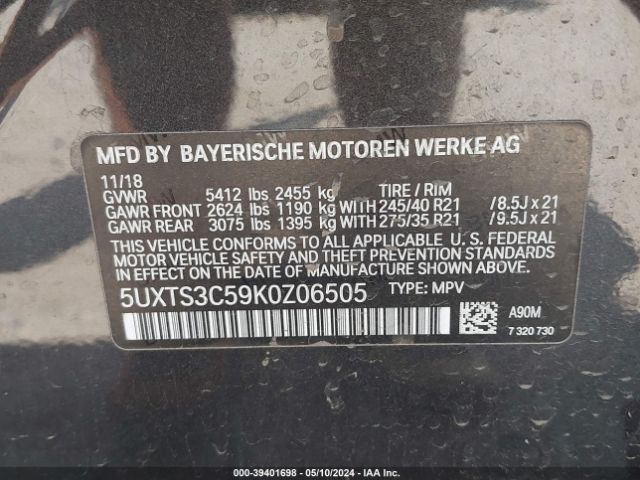 MFD BY BAYERISCHE MOTOREN WERKE AG
11/18
GVWR 5412 lbs 2455 kg TIRE / RIM
GAWR FRONT 2624 lbs 1190 kg WITH 245/40 R21 /8.5J x 21
GAWR REAR 3075 lbs 1395 kg WITH 275/35 R21 /9.5J x 21
THIS VEHICLE CONFORMS TO ALL APPLICABLE U. S. FEDERAL
MOTOR VEHICLE SAFETY, BUMPER, AND THEFT PREVENTION STANDARDS
IN EFFECT ON THE DATE OF MANUFACTURE SHOWN ABOVE.
5UXTS3C59K0Z06505 TYPE: MPV
A90M
7 320 730
000-39401698 - 05/10/2024 - IAA Inc.